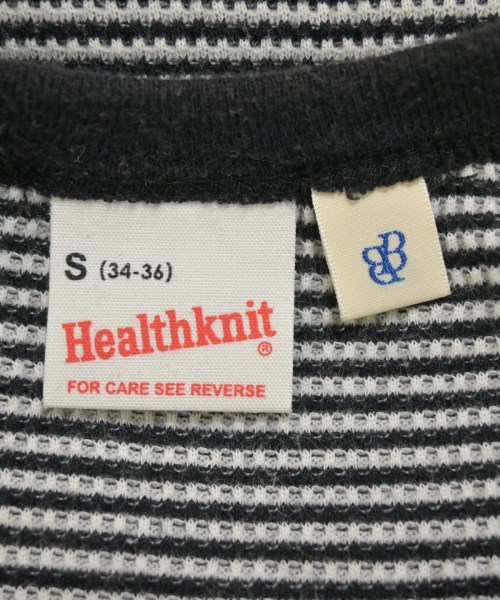 S (34-36)
Healthknit®
FOR CARE SEE REVERSE